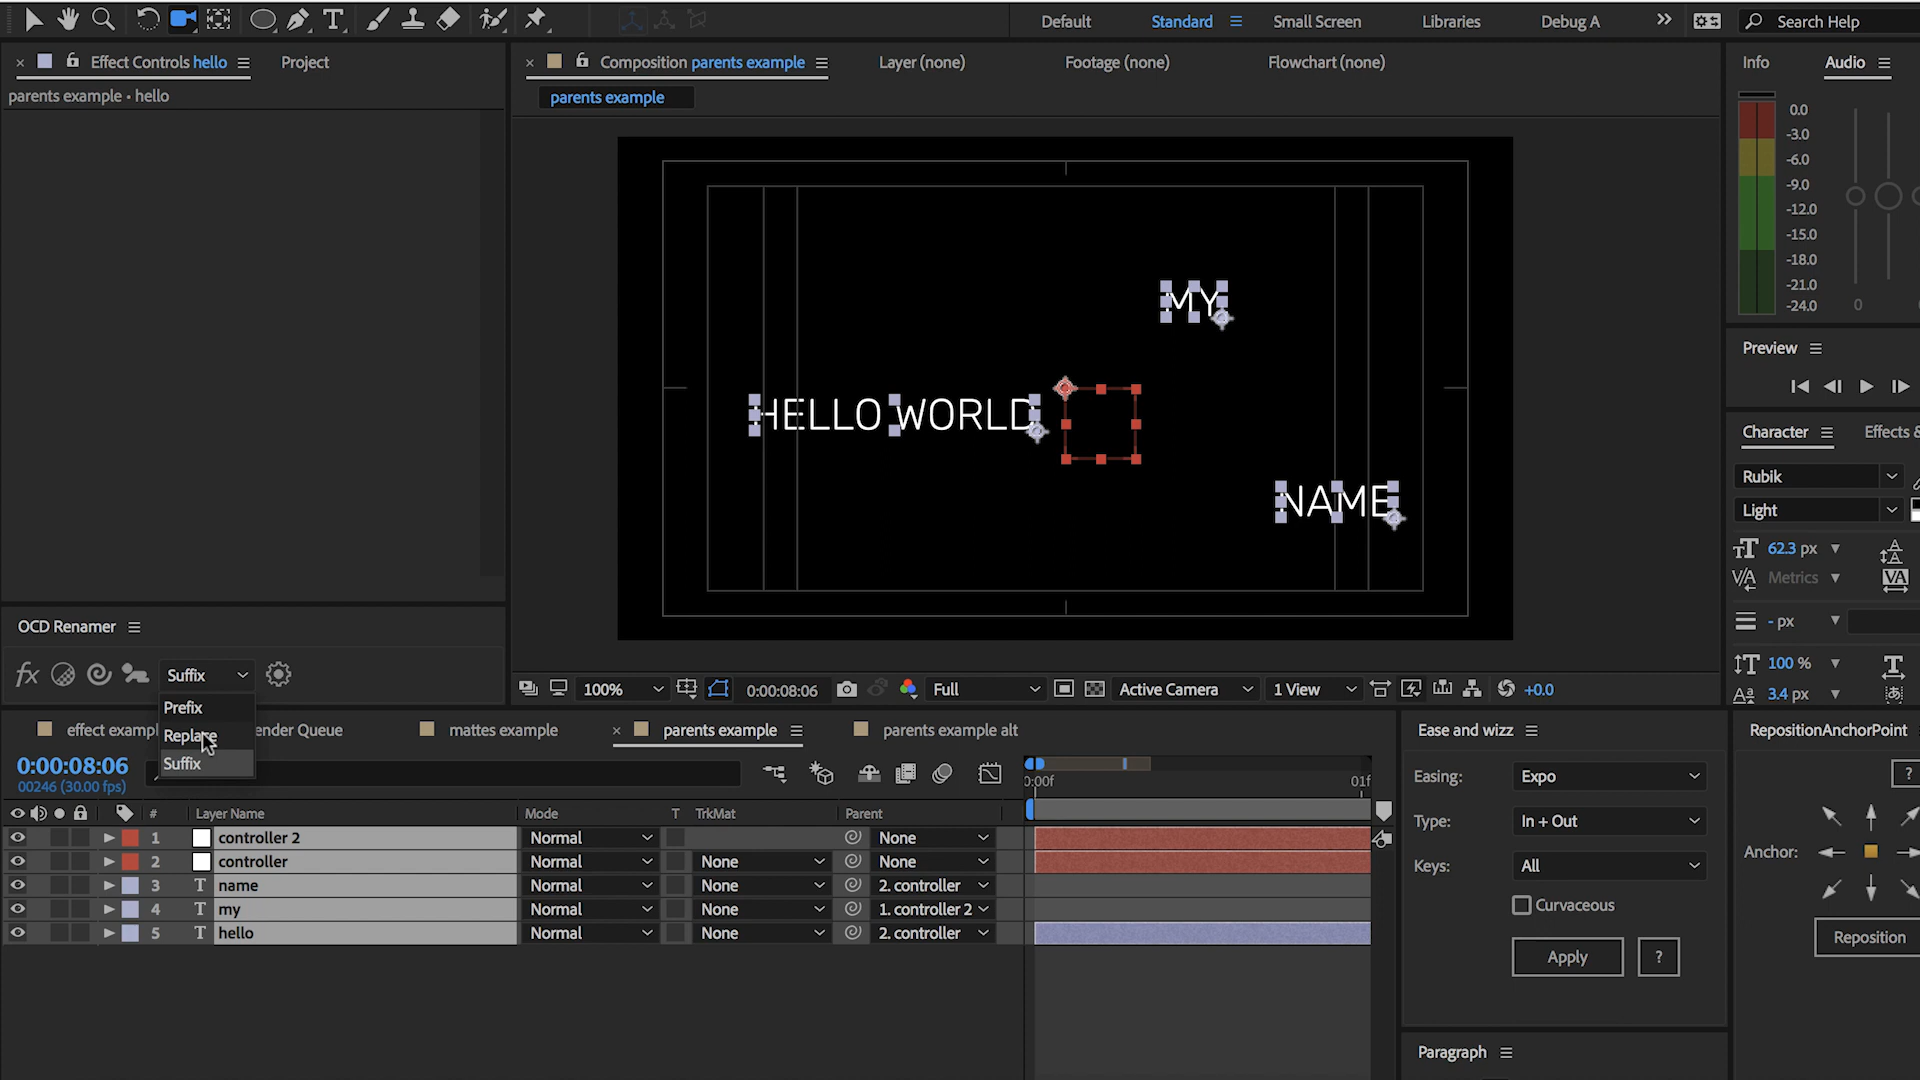 Default
Standard
Small Screen
Libraries
Debug A
Search Help
Effect Controls hello
Project
parents example • hello
Composition parents example
Layer (none)
Footage (none)
Flowchart (none)
parents example
Info
Audio
0.0
-3.0
-6.0
-9.0
-12.0
-15.0
-18.0
-21.0
-24.0
0
MY
HELLO WORLD
NAME
Preview
Character
Effects &
Rubik
Light
62.3 px
Metrics
- px
100 %
3.4 px
OCD Renamer
fx
Suffix
Prefix
Replace
Suffix
100%
0:00:08:06
Full
Active Camera
1 View
+0.0
effect exampl
ender Queue
mattes example
parents example
parents example alt
0:00:08:06
00246 (30.00 fps)
0:00f
01f
# Layer Name Mode T TrkMat Parent
1 controller 2 Normal None
2 controller Normal None None
3 T name Normal None 2. controller
4 T my Normal None 1. controller 2
5 T hello Normal None 2. controller
Ease and wizz
Easing: Expo
Type: In + Out
Keys: All
Curvaceous
Apply
?
RepositionAnchorPoint
?
Anchor:
Reposition
Paragraph